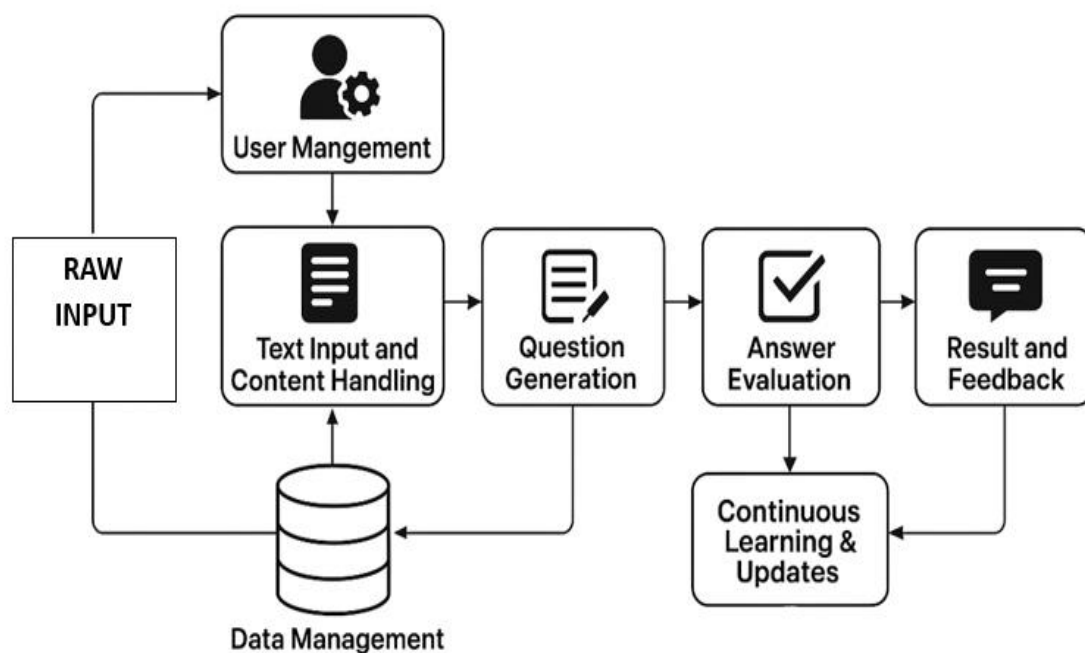 User Mangement
RAW
INPUT
Text Input and
Content Handling
Question
Generation
Answer
Evaluation
Result and
Feedback
Continuous
Learning &
Updates
Data Management